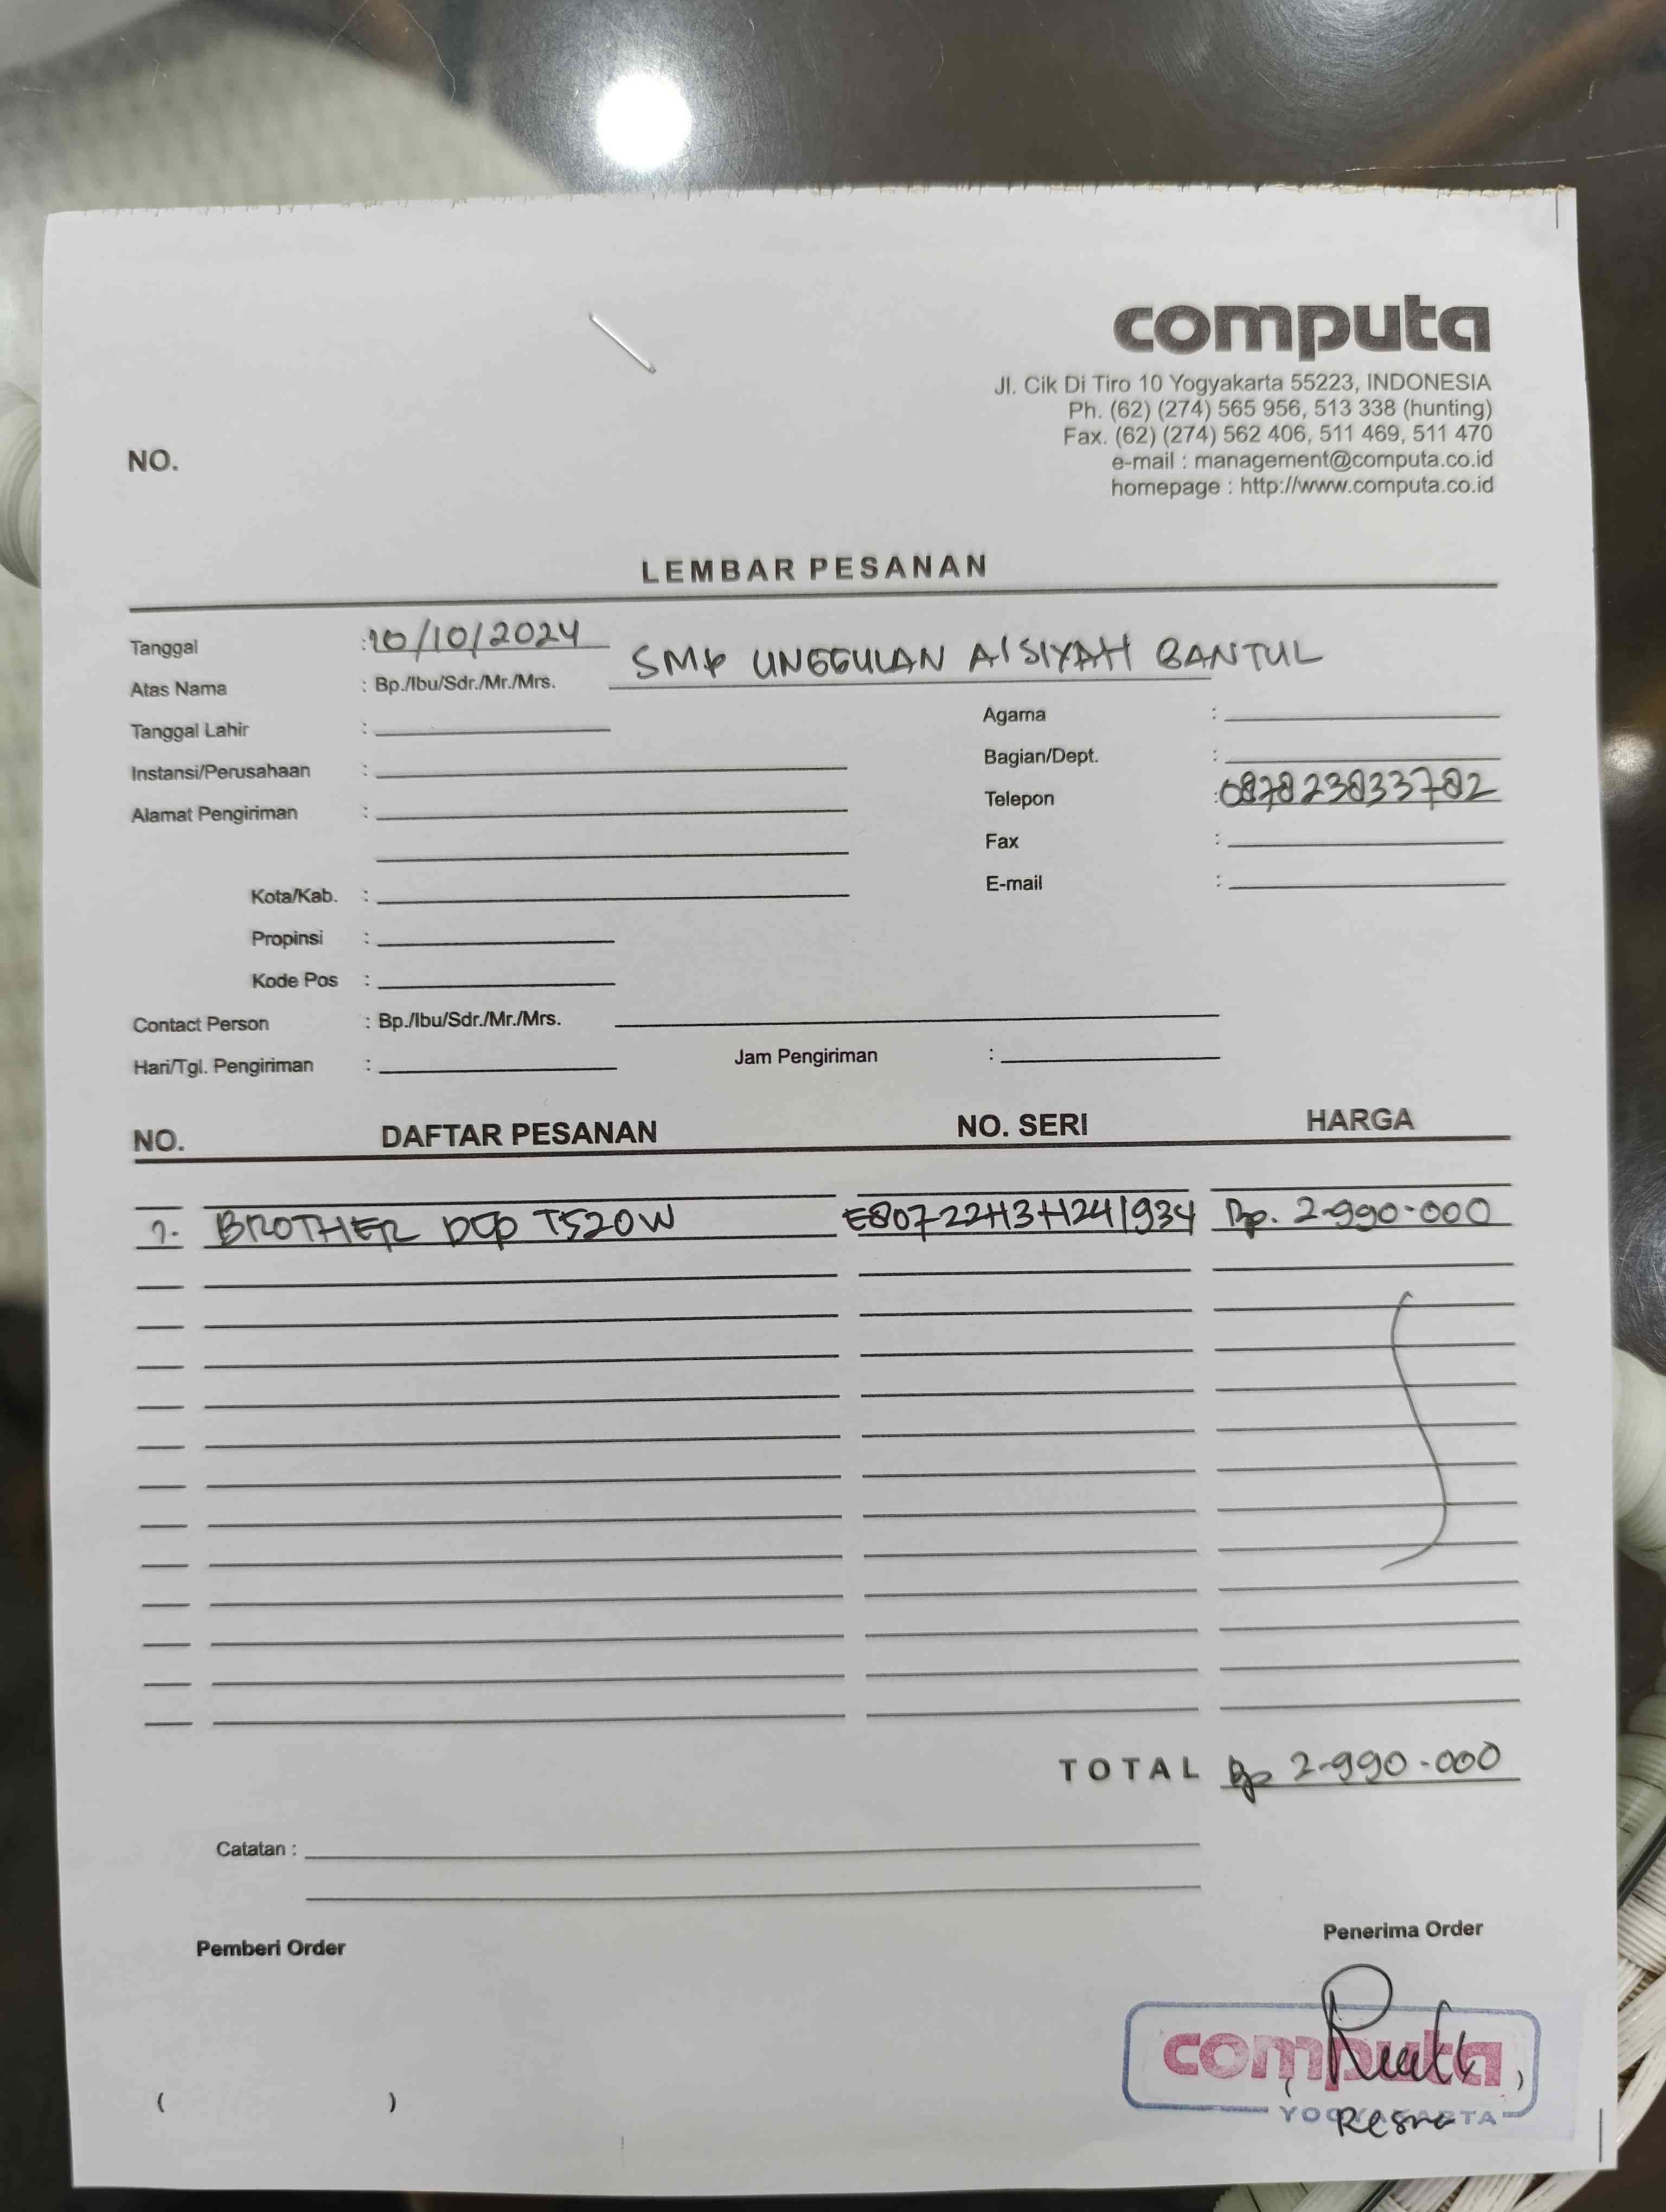 computa
Jl. Cik Di Tiro 10 Yogyakarta 55223, INDONESIA
Ph. (62) (274) 565 956, 513 338 (hunting)
Fax. (62) (274) 562 406, 511 469, 511 470
e-mail : management@computa.co.id
homepage : http://www.computa.co.id
NO.
LEMBAR PESANAN
Tanggal : 10/10/2024
Atas Nama : Bp./Ibu/Sdr./Mr./Mrs. SMP UNGGULAN AISIYAH BANTUL
Tanggal Lahir :
Agama :
Instansi/Perusahaan :
Bagian/Dept. :
Alamat Pengiriman :
Telepon : 087823833782
Fax :
Kota/Kab. :
E-mail :
Propinsi :
Kode Pos :
Contact Person : Bp./Ibu/Sdr./Mr./Mrs.
Hari/Tgl. Pengiriman : Jam Pengiriman :
NO. DAFTAR PESANAN NO. SERI HARGA
1. BROTHER DCP T520W E80722H3H241934 Rp. 2.990.000
TOTAL Rp 2.990.000
Catatan :
Pemberi Order Penerima Order
computa
( ) ( )
YOGYAKARTA
Resna